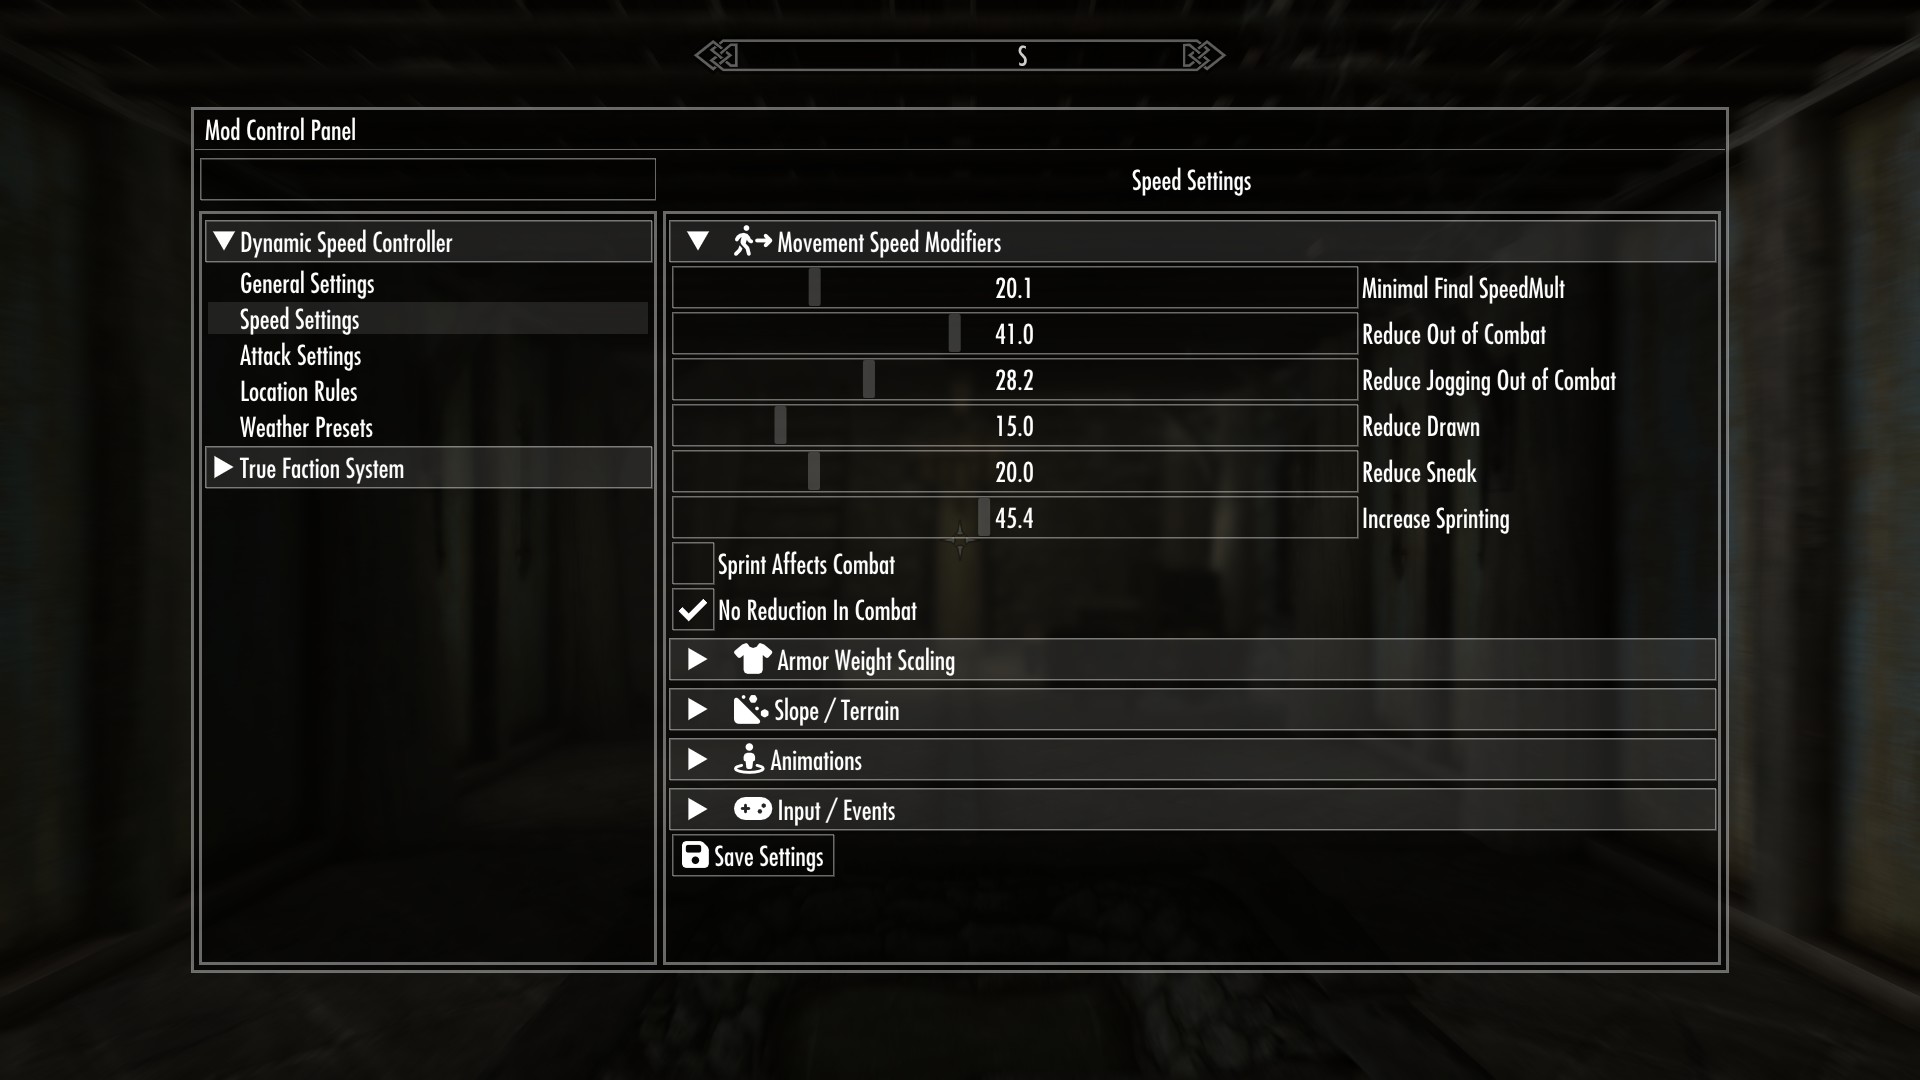 S
Mod Control Panel
Speed Settings
Dynamic Speed Controller
General Settings
Speed Settings
Attack Settings
Location Rules
Weather Presets
True Faction System
Movement Speed Modifiers
20.1 Minimal Final SpeedMult
41.0 Reduce Out of Combat
28.2 Reduce Jogging Out of Combat
15.0 Reduce Drawn
20.0 Reduce Sneak
45.4 Increase Sprinting
Sprint Affects Combat
No Reduction In Combat
Armor Weight Scaling
Slope / Terrain
Animations
Input / Events
Save Settings